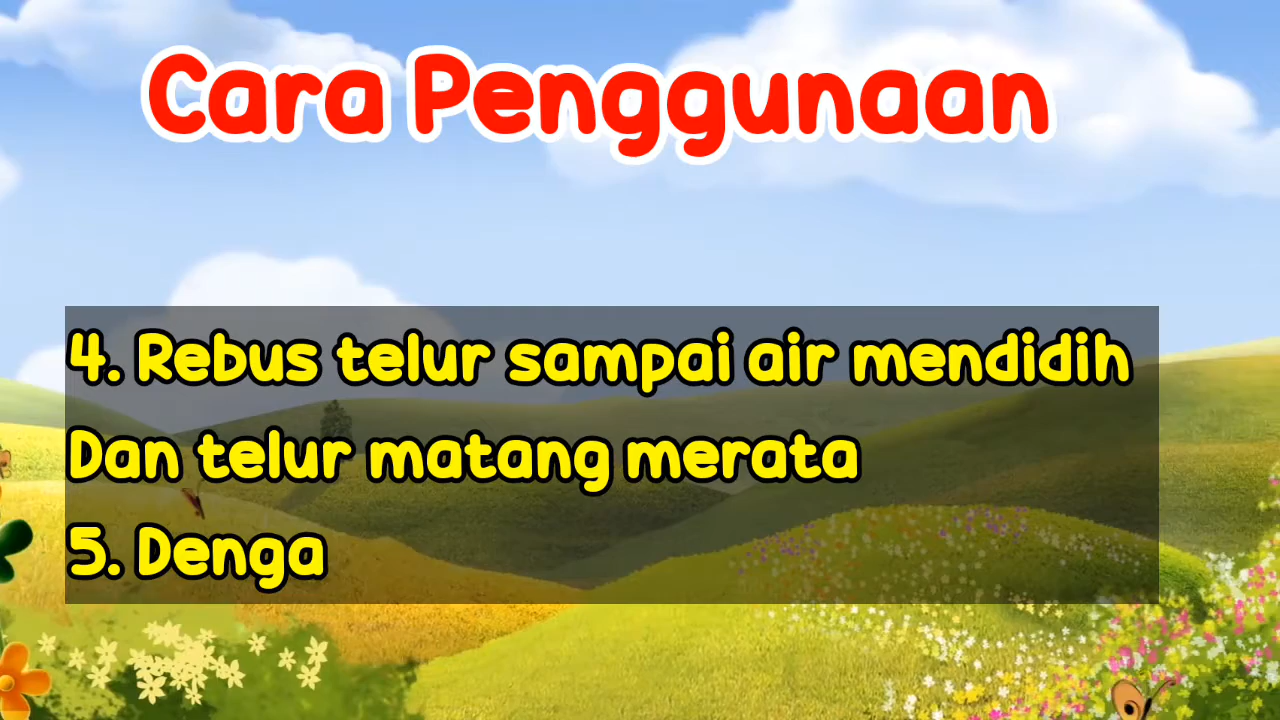 Cara Penggunaan
4. Rebus telur sampai air mendidih
Dan telur matang merata
5. Denga